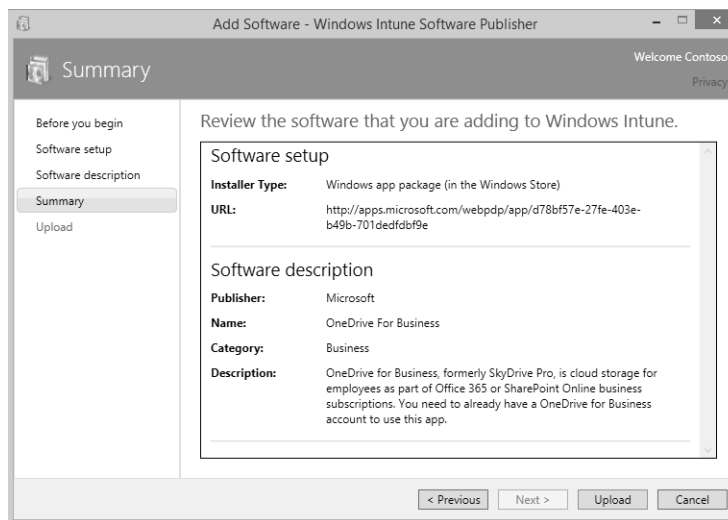 Add Software - Windows Intune Software Publisher
Summary
Welcome Contoso
Privacy
Before you begin
Software setup
Software description
Summary
Upload
Review the software that you are adding to Windows Intune.
Software setup
Installer Type: Windows app package (in the Windows Store)
URL: http://apps.microsoft.com/webpdp/app/d78bf57e-27fe-403e-
b49b-701dedfdbf9e
Software description
Publisher: Microsoft
Name: OneDrive For Business
Category: Business
Description: OneDrive for Business, formerly SkyDrive Pro, is cloud storage for
employees as part of Office 365 or SharePoint Online business
subscriptions. You need to already have a OneDrive for Business
account to use this app.
< Previous Next > Upload Cancel